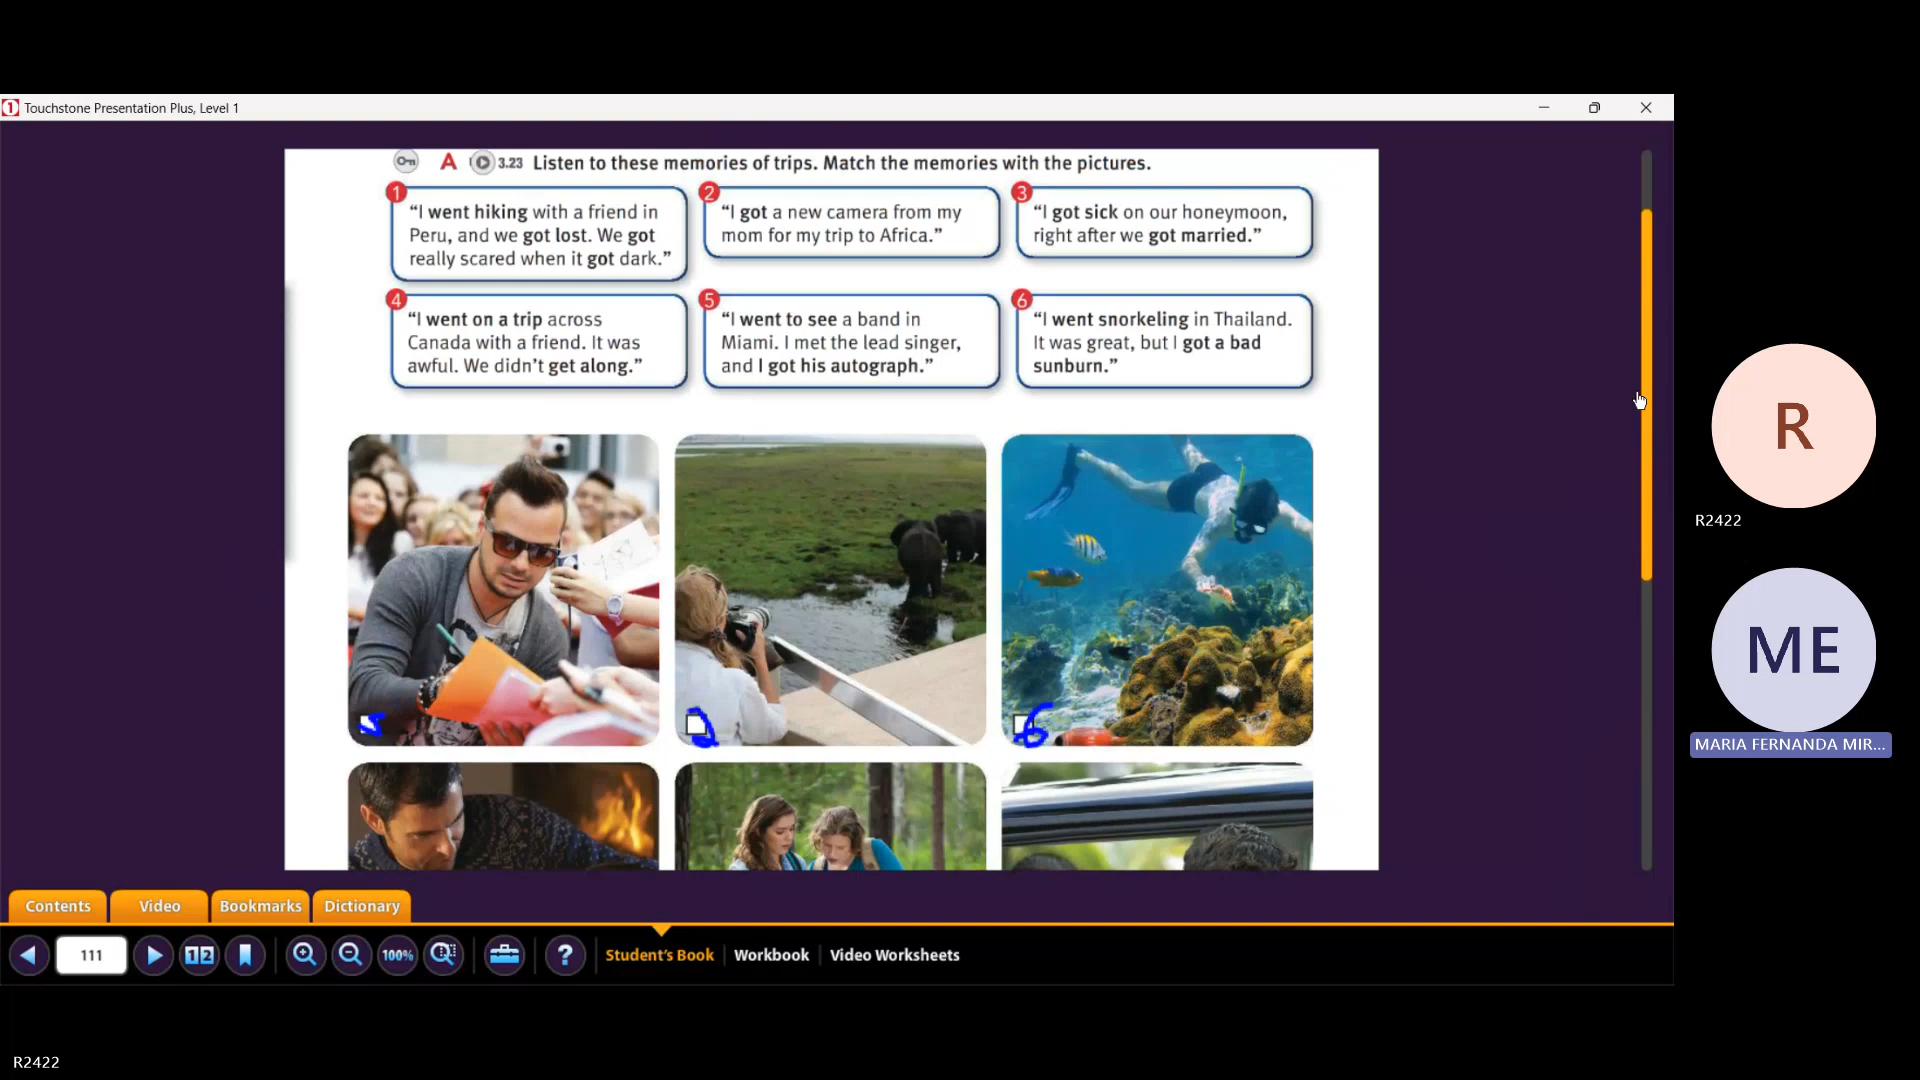 1 Touchstone Presentation Plus, Level 1
A 3.23 Listen to these memories of trips. Match the memories with the pictures.
1
“I went hiking with a friend in
Peru, and we got lost. We got
really scared when it got dark.”
2
“I got a new camera from my
mom for my trip to Africa.”
3
“I got sick on our honeymoon,
right after we got married.”
4
“I went on a trip across
Canada with a friend. It was
awful. We didn’t get along.”
5
“I went to see a band in
Miami. I met the lead singer,
and I got his autograph.”
6
“I went snorkeling in Thailand.
It was great, but I got a bad
sunburn.”
5
2
6
R
R2422
ME
MARIA FERNANDA MIR...
Contents Video Bookmarks Dictionary
111 12 100% ? Student’s Book Workbook Video Worksheets
R2422